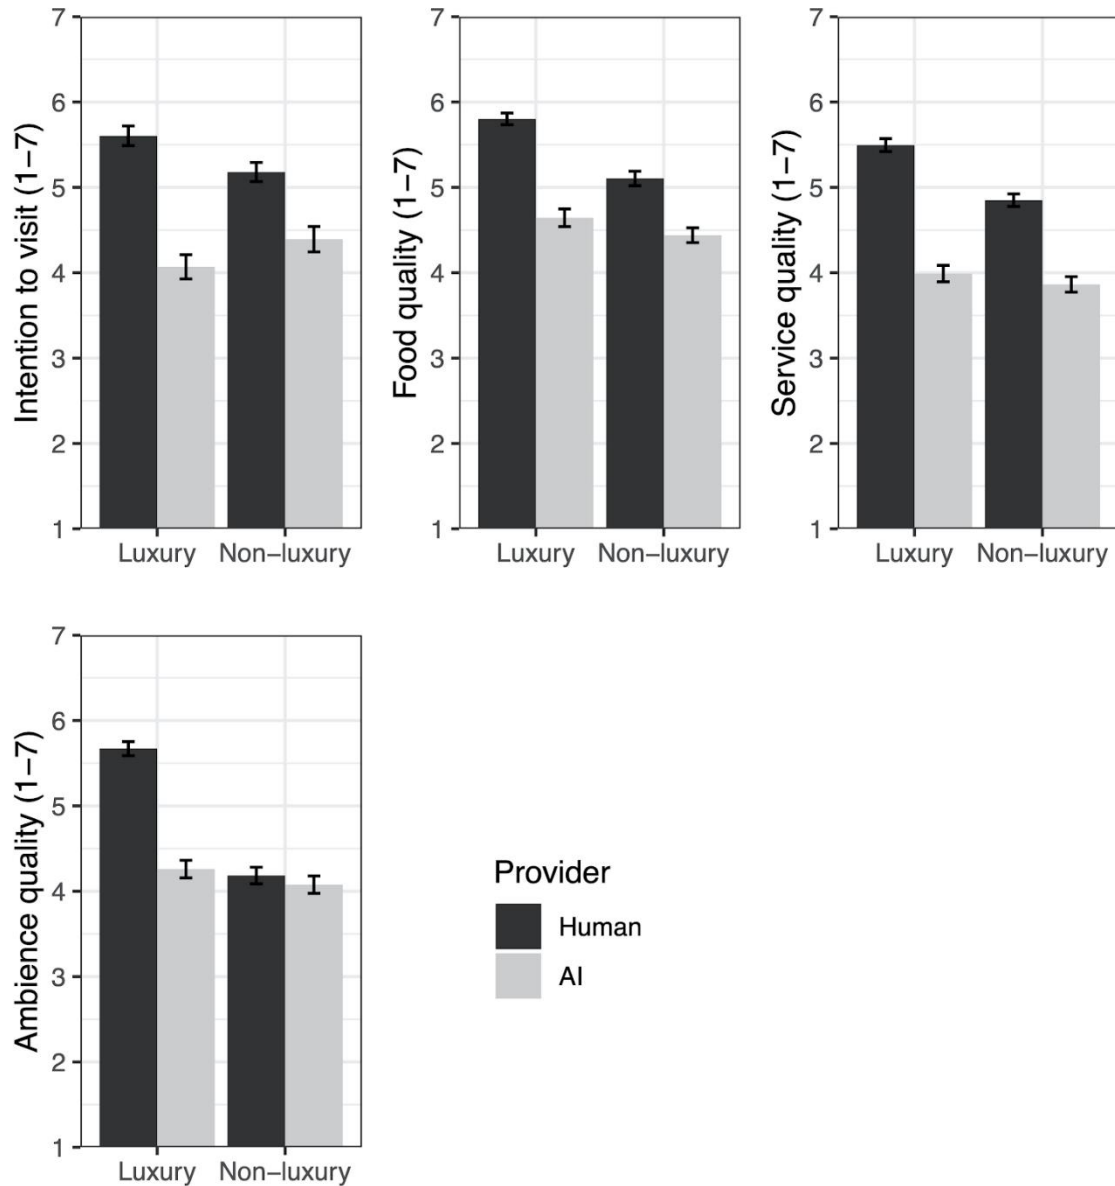 Intention to visit (1−7)
7
6
5
4
3
2
1
Luxury Non−luxury
Food quality (1−7)
7
6
5
4
3
2
1
Luxury Non−luxury
Service quality (1−7)
7
6
5
4
3
2
1
Luxury Non−luxury
Ambience quality (1−7)
7
6
5
4
3
2
1
Luxury Non−luxury
Provider
Human
AI